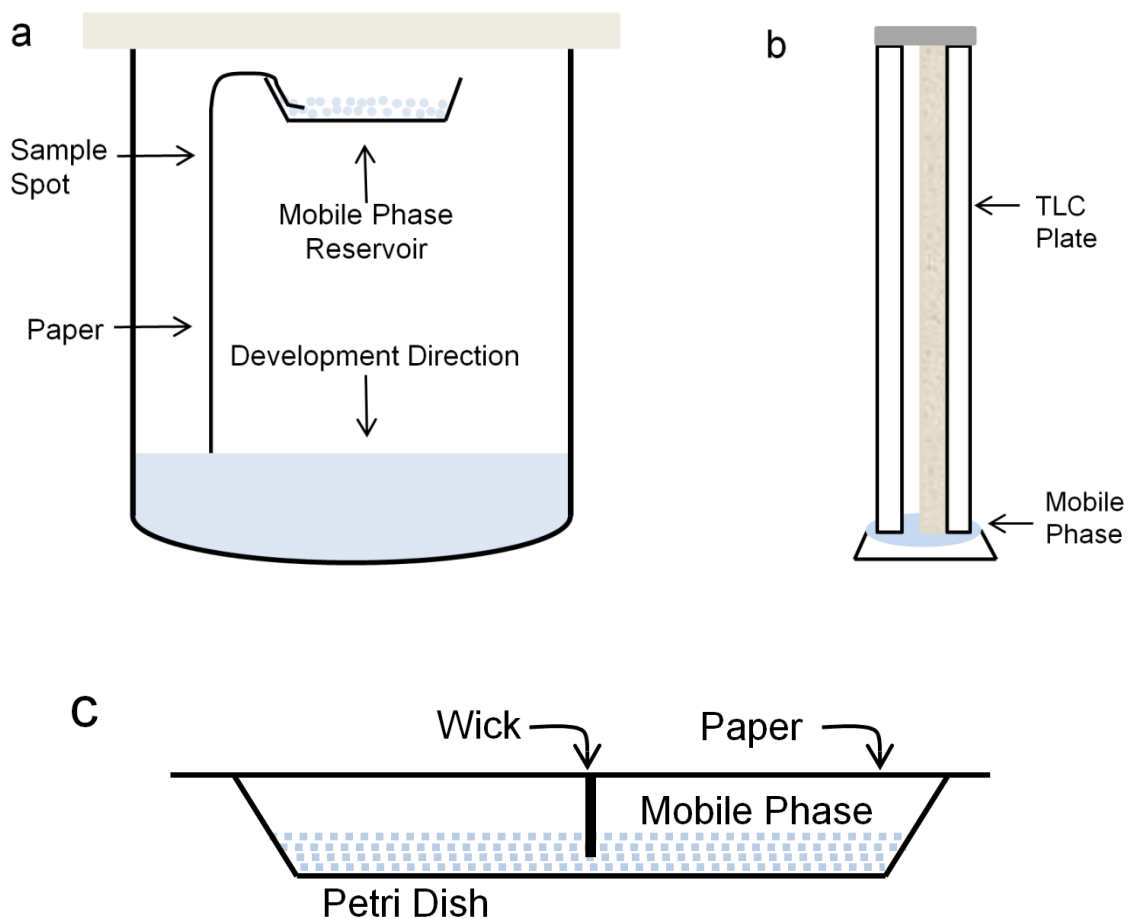 a
Sample
Spot
Mobile Phase
Reservoir
Paper
Development Direction
b
TLC
Plate
Mobile
Phase
c
Wick
Paper
Mobile Phase
Petri Dish